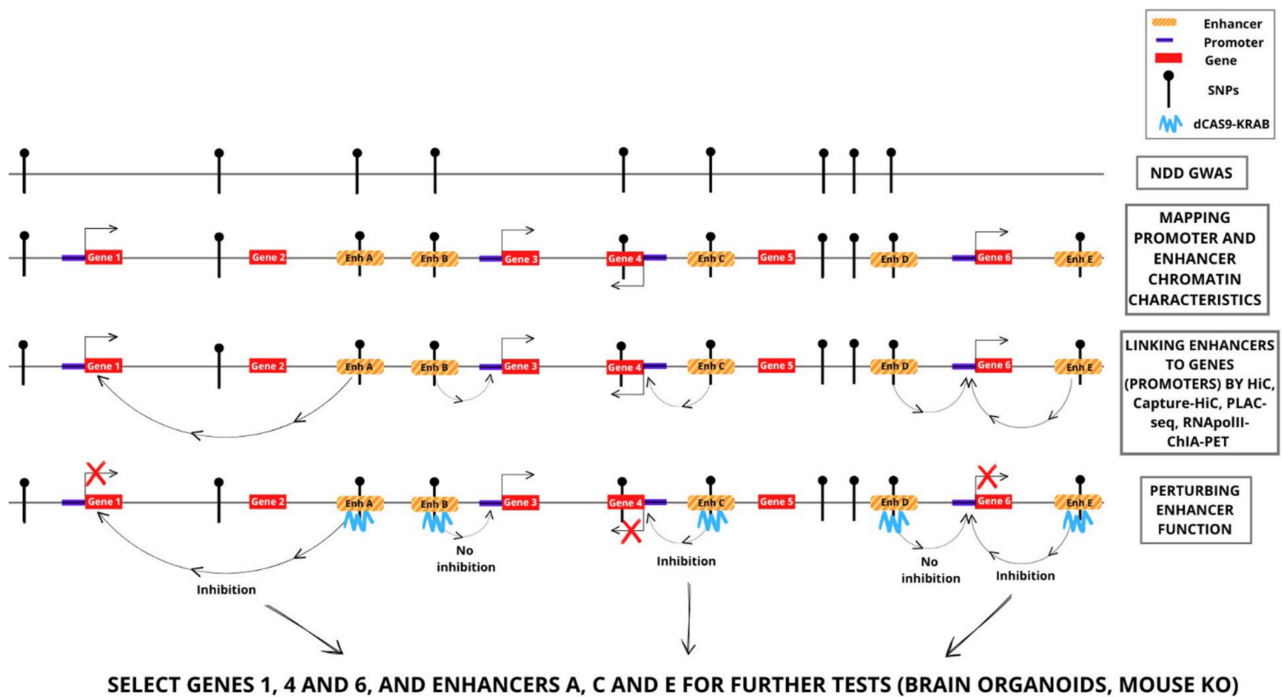 Enhancer
Promoter
Gene
SNPs
dCAS9-KRAB
NDD GWAS
Gene 1 Gene 2 Enh A Enh B Gene 3 Gene 4 Enh C Gene 5 Enh D Gene 6 Enh E
MAPPING
PROMOTER AND
ENHANCER
CHROMATIN
CHARACTERISTICS
Gene 1 Gene 2 Enh A Enh B Gene 3 Gene 4 Enh C Gene 5 Enh D Gene 6 Enh E
LINKING ENHANCERS
TO GENES
(PROMOTERS) BY HiC,
Capture-HiC, PLAC-
seq, RNApolII-
ChIA-PET
Gene 1 Gene 2 Enh A Enh B Gene 3 Gene 4 Enh C Gene 5 Enh D Gene 6 Enh E
PERTURBING
ENHANCER
FUNCTION
Inhibition
No
inhibition
Inhibition
No
inhibition
Inhibition
SELECT GENES 1, 4 AND 6, AND ENHANCERS A, C AND E FOR FURTHER TESTS (BRAIN ORGANOIDS, MOUSE KO)